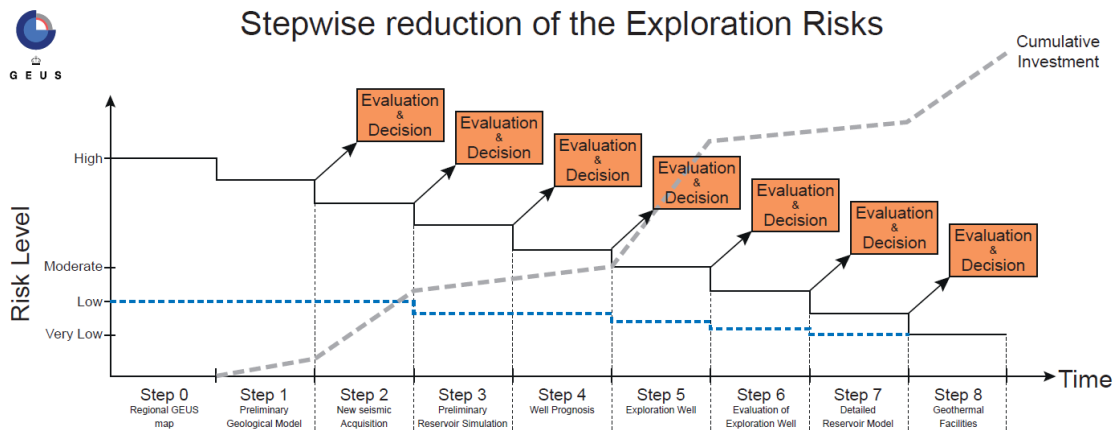 Stepwise reduction of the Exploration Risks
GEUS
Cumulative
Investment
Evaluation
&
Decision
Evaluation
&
Decision
Evaluation
&
Decision
Evaluation
&
Decision
Evaluation
&
Decision
Evaluation
&
Decision
Evaluation
&
Decision
Risk Level
High
Moderate
Low
Very Low
Time
Step 0
Regional GEUS
map
Step 1
Preliminary
Geological Model
Step 2
New seismic
Acquisition
Step 3
Preliminary
Reservoir Simulation
Step 4
Well Prognosis
Step 5
Exploration Well
Step 6
Evaluation of
Exploration Well
Step 7
Detailed
Reservoir Model
Step 8
Geothermal
Facilities